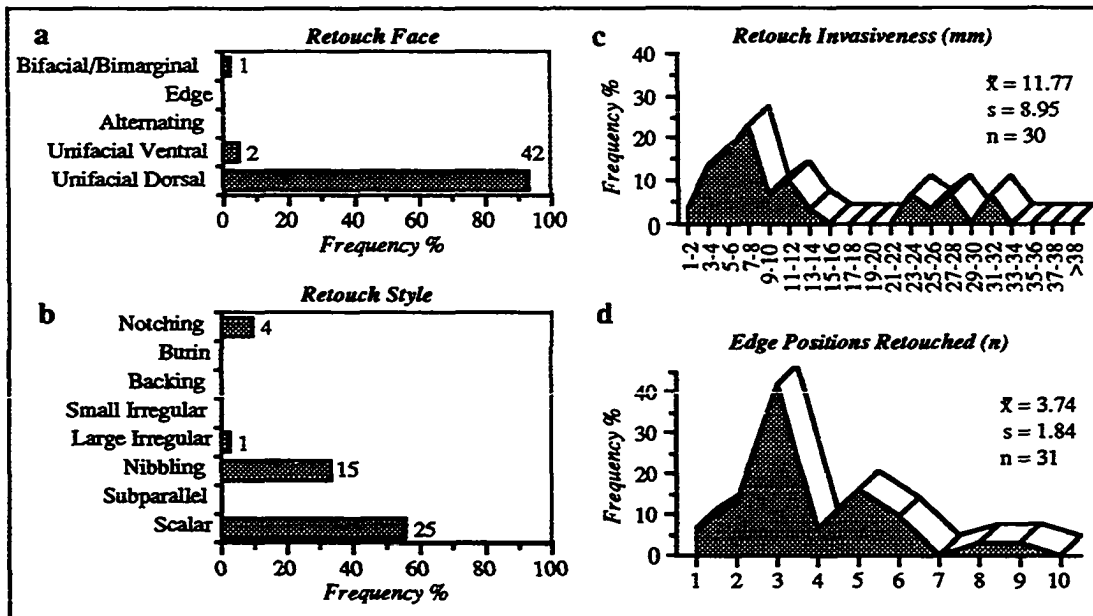 a
Retouch Face
Bifacial/Bimarginal 1
Edge
Alternating
Unifacial Ventral 2
Unifacial Dorsal 42
0 20 40 60 80 100
Frequency %
b
Retouch Style
Notching 4
Burin
Backing
Small Irregular
Large Irregular 1
Nibbling 15
Subparallel
Scalar 25
0 20 40 60 80 100
Frequency %
c
Retouch Invasiveness (mm)
Frequency %
40
30
20
10
0
x̄ = 11.77
s = 8.95
n = 30
1-2
3-4
5-6
7-8
9-10
11-12
13-14
15-16
17-18
19-20
21-22
23-24
25-26
27-28
29-30
31-32
33-34
35-36
37-38
>38
d
Edge Positions Retouched (n)
Frequency %
40
40
30
20
10
0
x̄ = 3.74
s = 1.84
n = 31
1 2 3 4 5 6 7 8 9 10